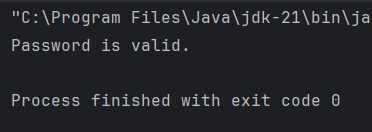 "C:\Program Files\Java\jdk-21\bin\ja
Password is valid.
Process finished with exit code 0